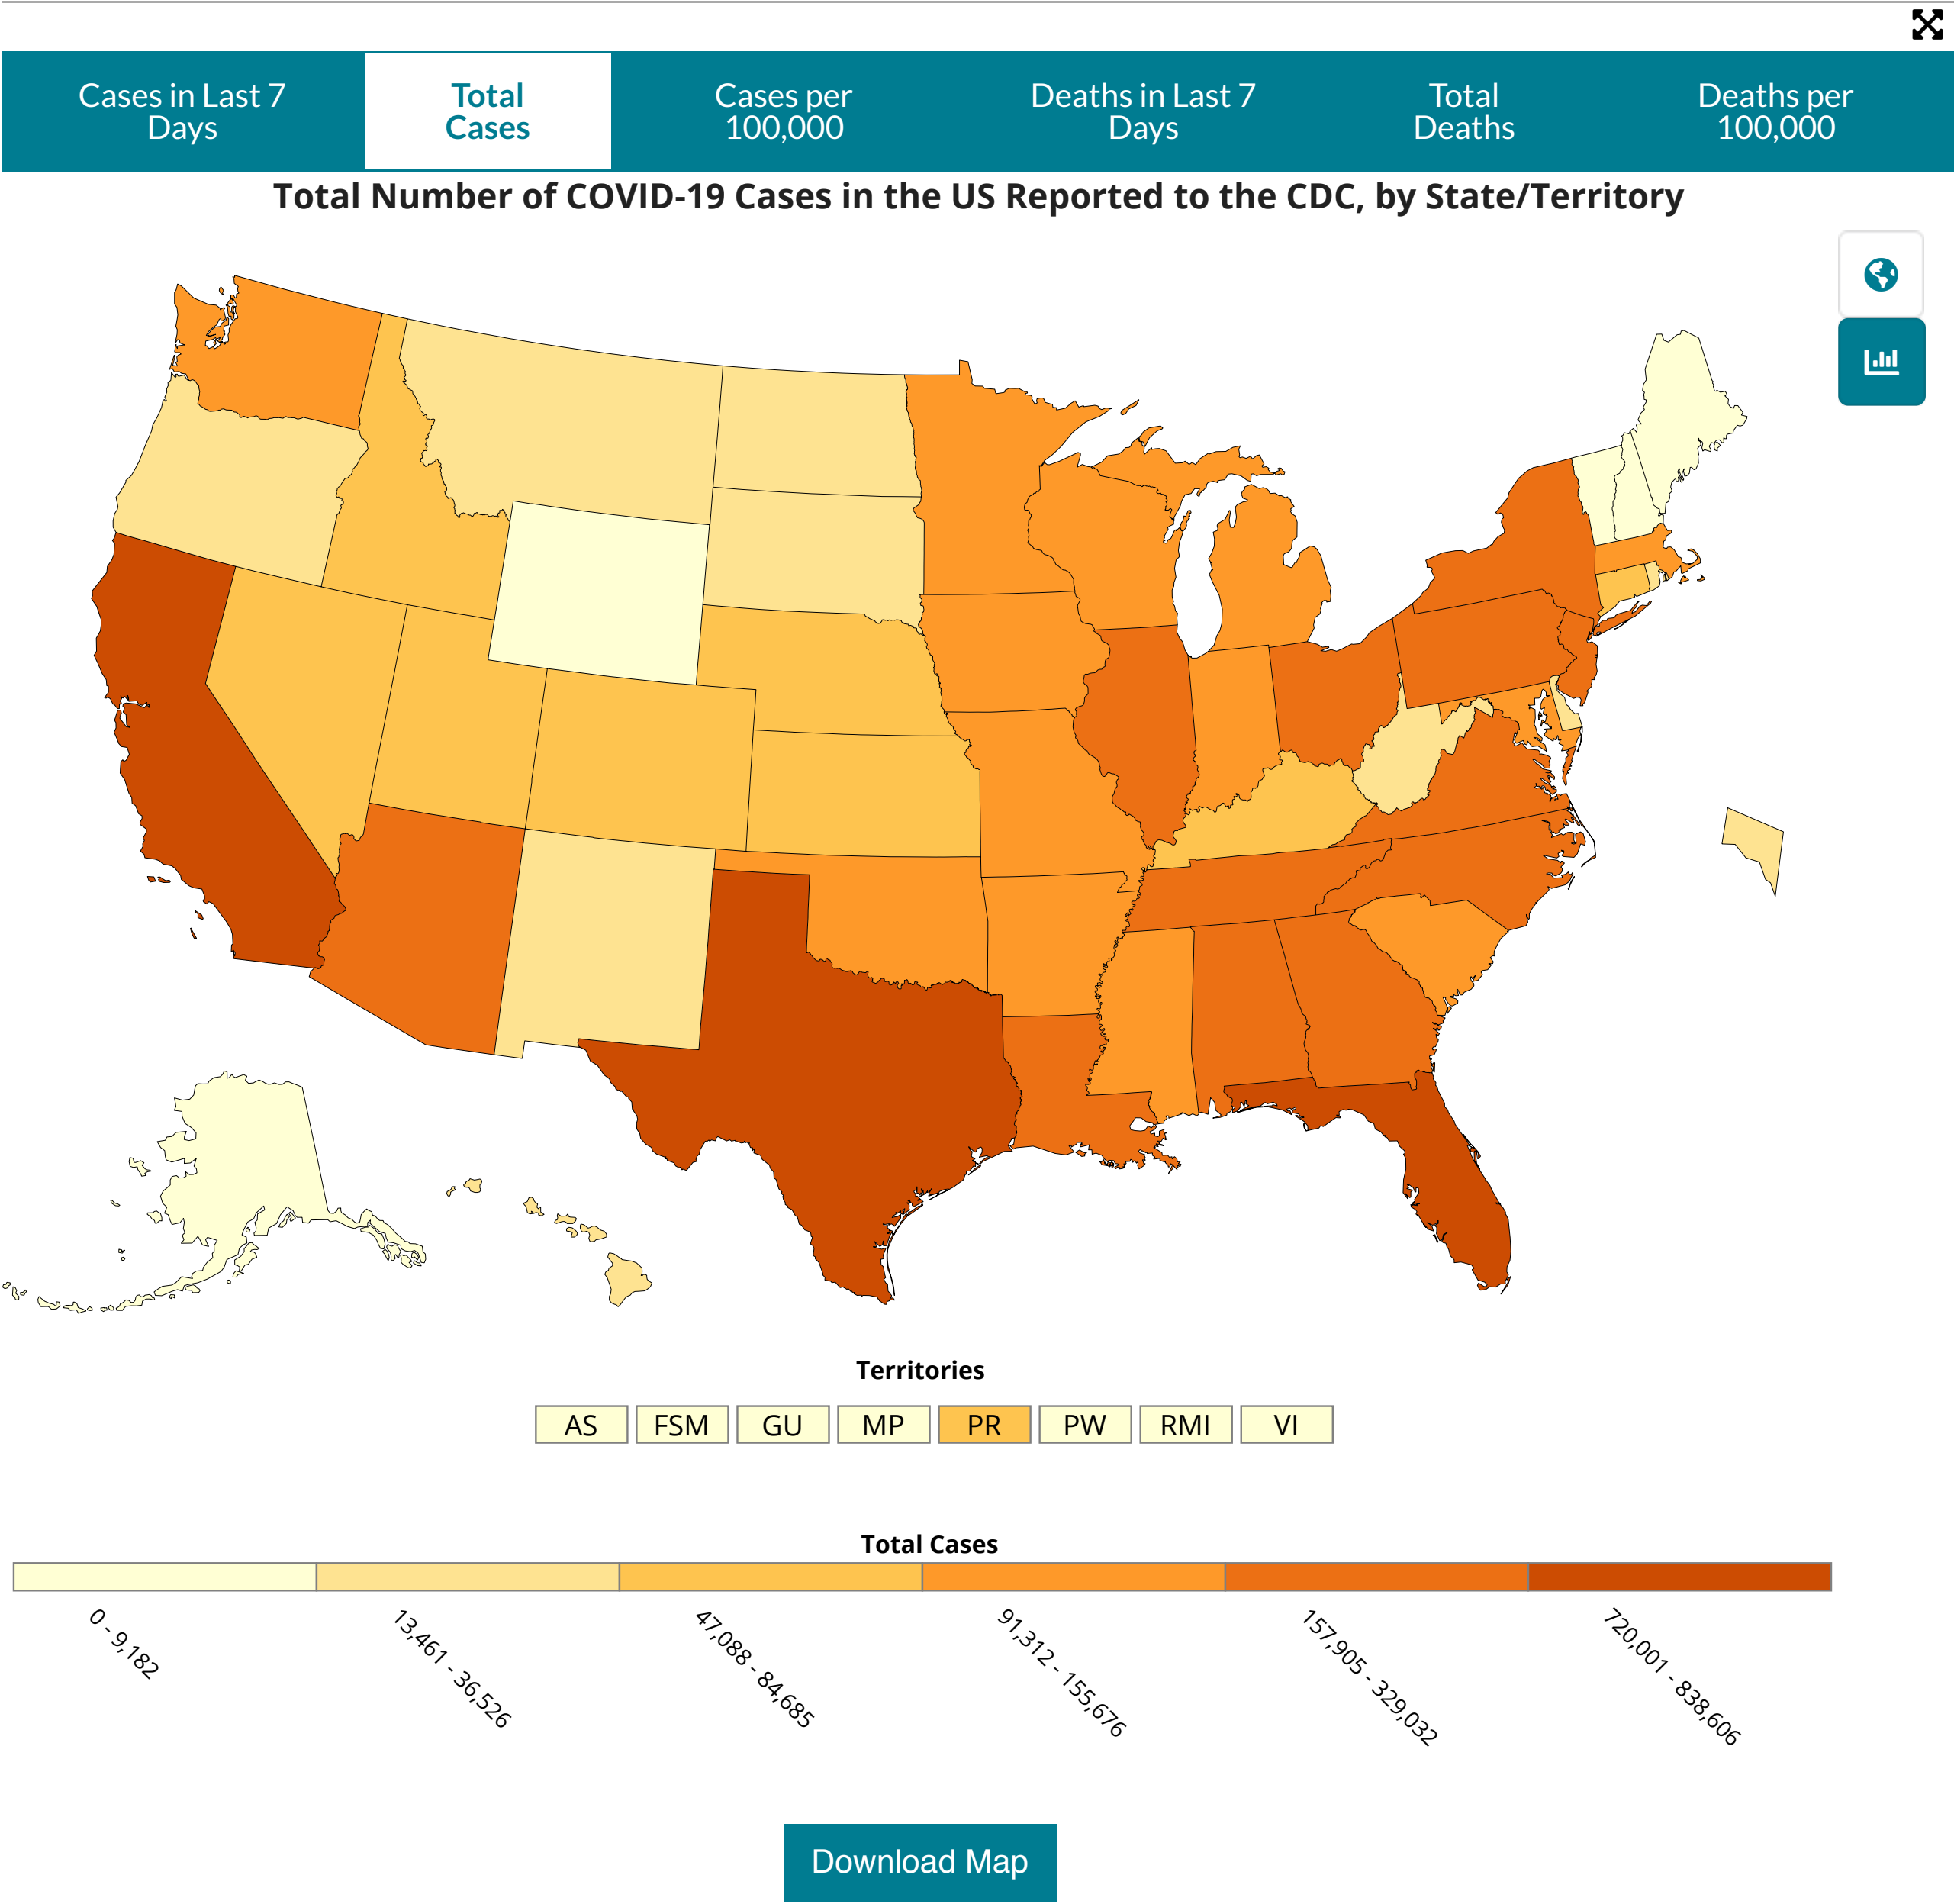 Cases in Last 7
Days
Total
Cases
Cases per
100,000
Deaths in Last 7
Days
Total
Deaths
Deaths per
100,000
Total Number of COVID-19 Cases in the US Reported to the CDC, by State/Territory
Territories
AS
FSM
GU
MP
PR
PW
RMI
VI
Total Cases
0 - 9,182
13,461 - 36,526
47,088 - 84,685
91,312 - 155,676
157,905 - 329,032
720,001 - 838,606
Download Map